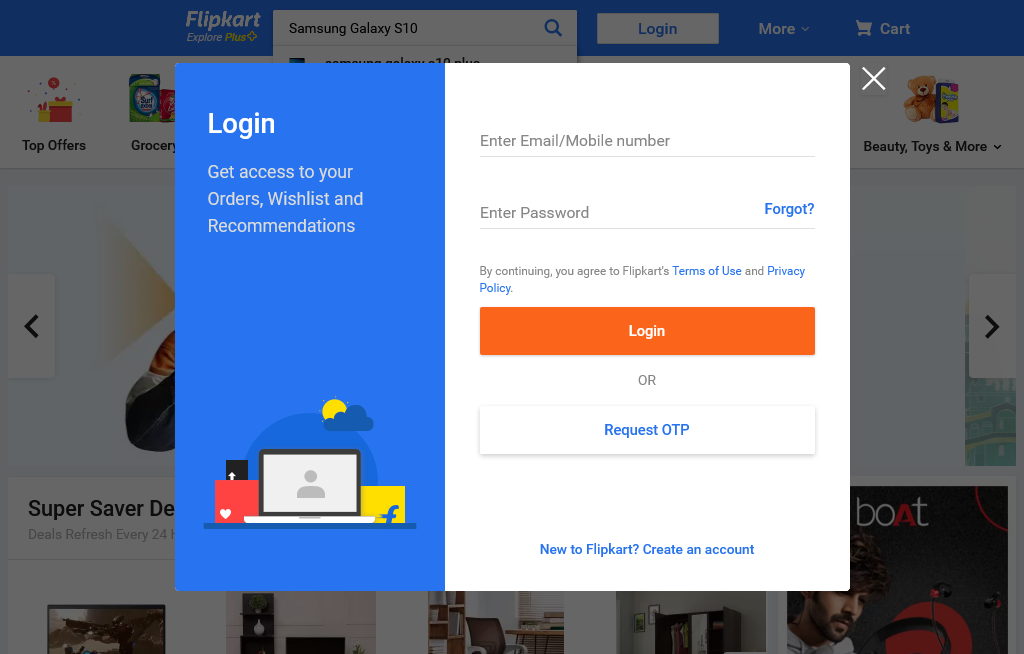 Flipkart
Explore Plus
Samsung Galaxy S10
Login
More
Cart
samsung galaxy s10 plus
Top Offers
Grocery
Beauty, Toys & More
Login
Get access to your
Orders, Wishlist and
Recommendations
Enter Email/Mobile number
Enter Password
Forgot?
By continuing, you agree to Flipkart's Terms of Use and Privacy
Policy.
Login
OR
Request OTP
New to Flipkart? Create an account
Super Saver De
Deals Refresh Every 24 H
boAt